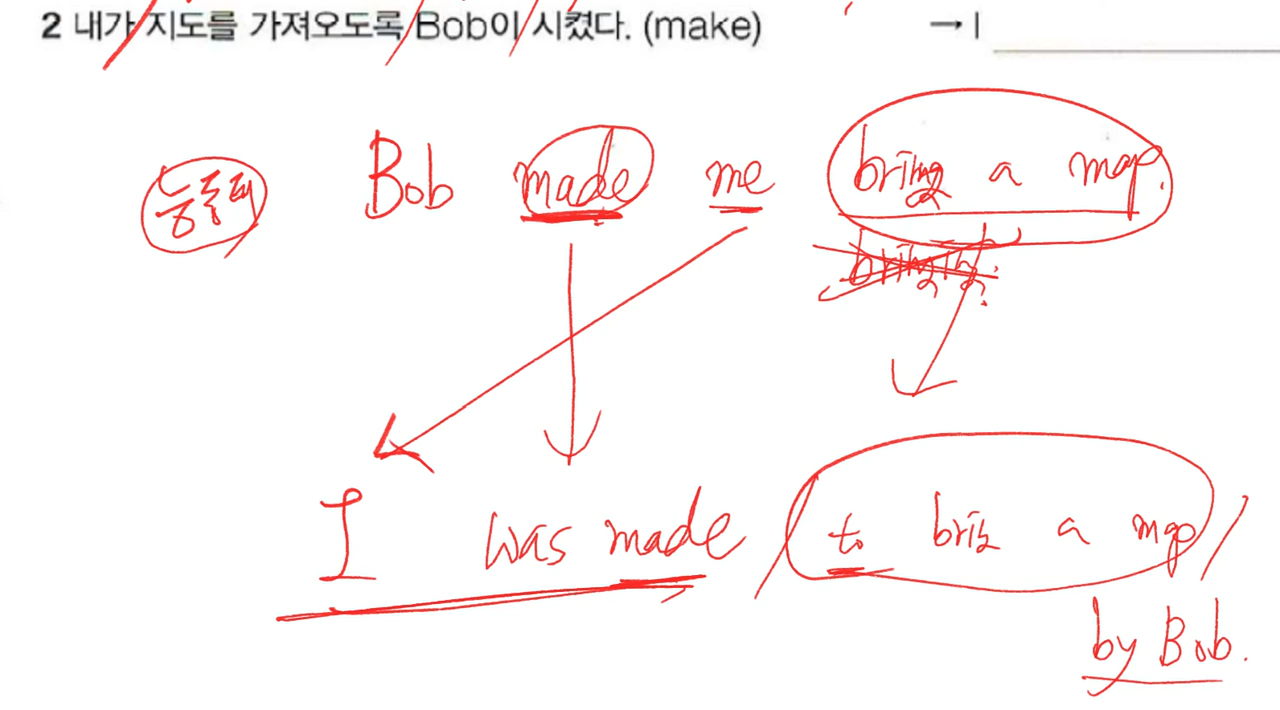 2 내가 지도를 가져오도록 Bob이 시켰다. (make) → I
능동태 Bob made me bring a map.
bringing.
I was made / to bring a map /
by Bob.